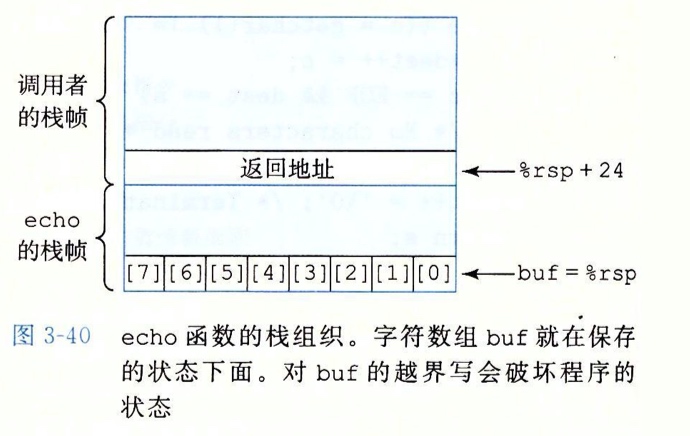 调用者
的栈帧
返回地址
%rsp + 24
echo
的栈帧
[7] [6] [5] [4] [3] [2] [1] [0]
buf = %rsp
图 3-40 echo 函数的栈组织。字符数组 buf 就在保存
的状态下面。对 buf 的越界写会破坏程序的
状态